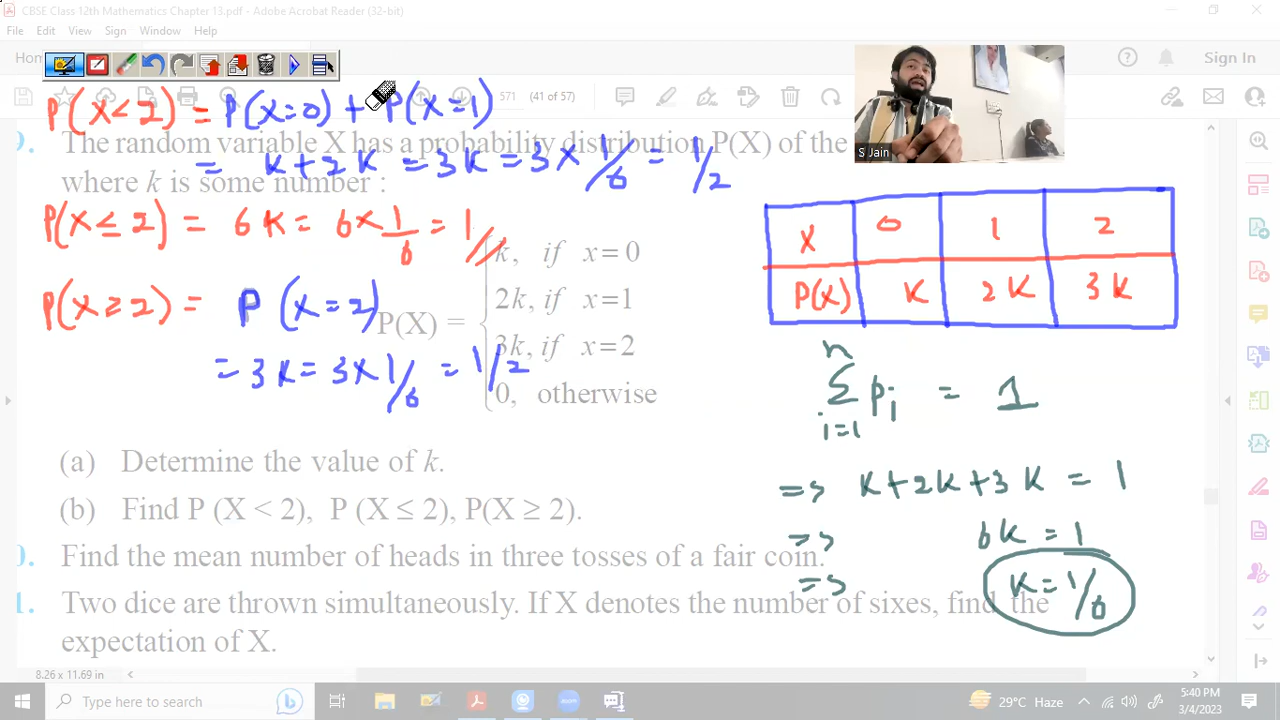 CBSE Class 12th Mathematics Chapter 13.pdf - Adobe Acrobat Reader (32-bit)
File Edit View Sign Window Help
Sign In
571 (41 of 57)
P(X<2) = P(X=0) + P(X=1)
9. The random variable X has a probability distribution P(X) of the
= K+2K = 3K = 3×1/6 = 1/2
where k is some number :
P(X≤2) = 6K = 6×1/6 = 1//
P(X≥2) = P(X=2)
= 3K = 3×1/6 = 1/2
P(X) =
k, if x=0
2k, if x=1
3k, if x=2
0, otherwise
(a) Determine the value of k.
(b) Find P (X < 2), P (X ≤ 2), P(X ≥ 2).
0. Find the mean number of heads in three tosses of a fair coin.
1. Two dice are thrown simultaneously. If X denotes the number of sixes, find the
expectation of X.
S Jain
X 0 1 2
P(X) K 2K 3K
n
Σ pi = 1
i=1
=> K+2K+3K = 1
=> 6K = 1
=> K=1/6
8.26 x 11.69 in
Type here to search
29°C Haze
5:40 PM
3/4/2023